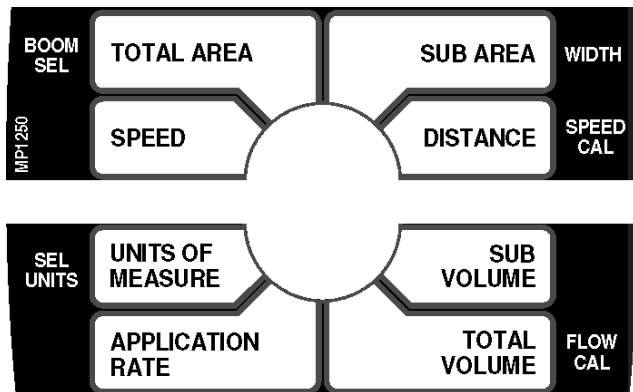 BOOM
SEL
TOTAL AREA
SUB AREA
WIDTH
MP1250
SPEED
DISTANCE
SPEED
CAL
SEL
UNITS
UNITS OF
MEASURE
SUB
VOLUME
APPLICATION
RATE
TOTAL
VOLUME
FLOW
CAL